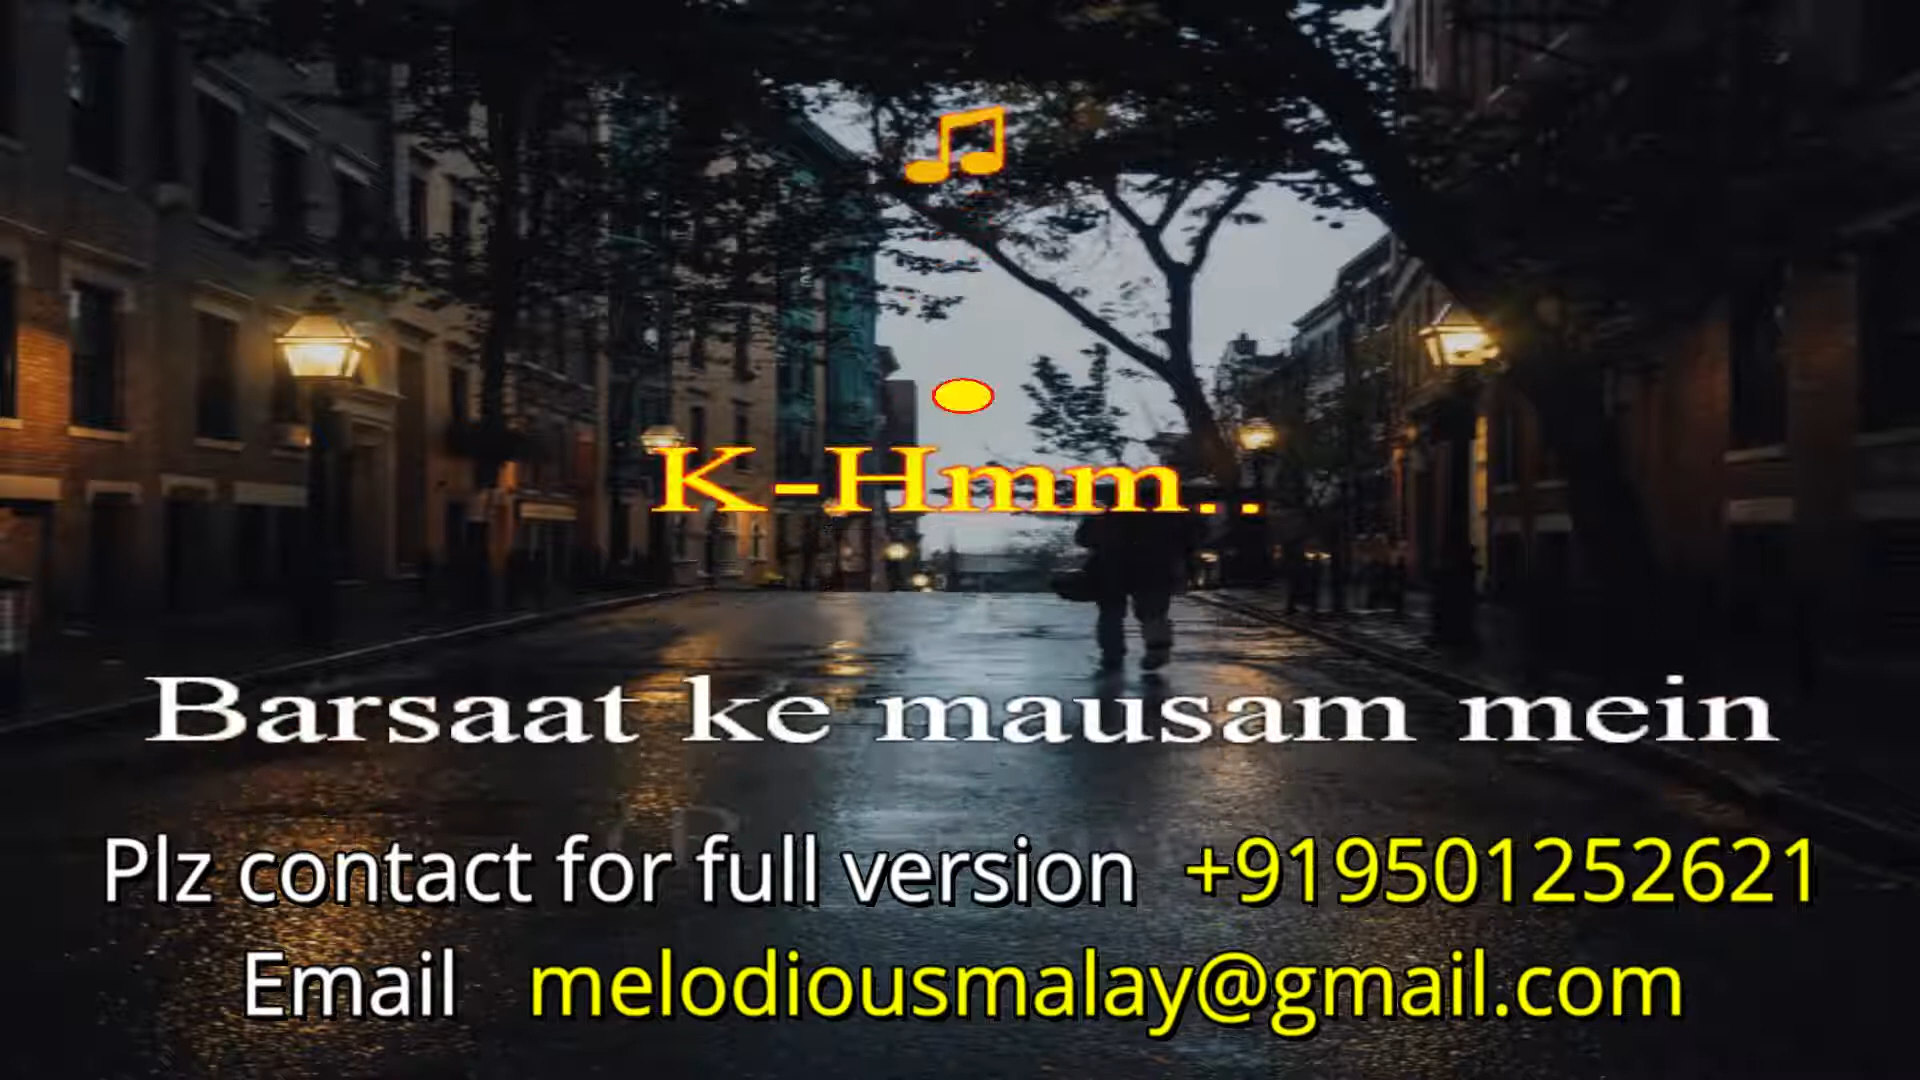 K-Hmm..
Barsaat ke mausam mein
Plz contact for full version +919501252621
Email melodiousmalay@gmail.com